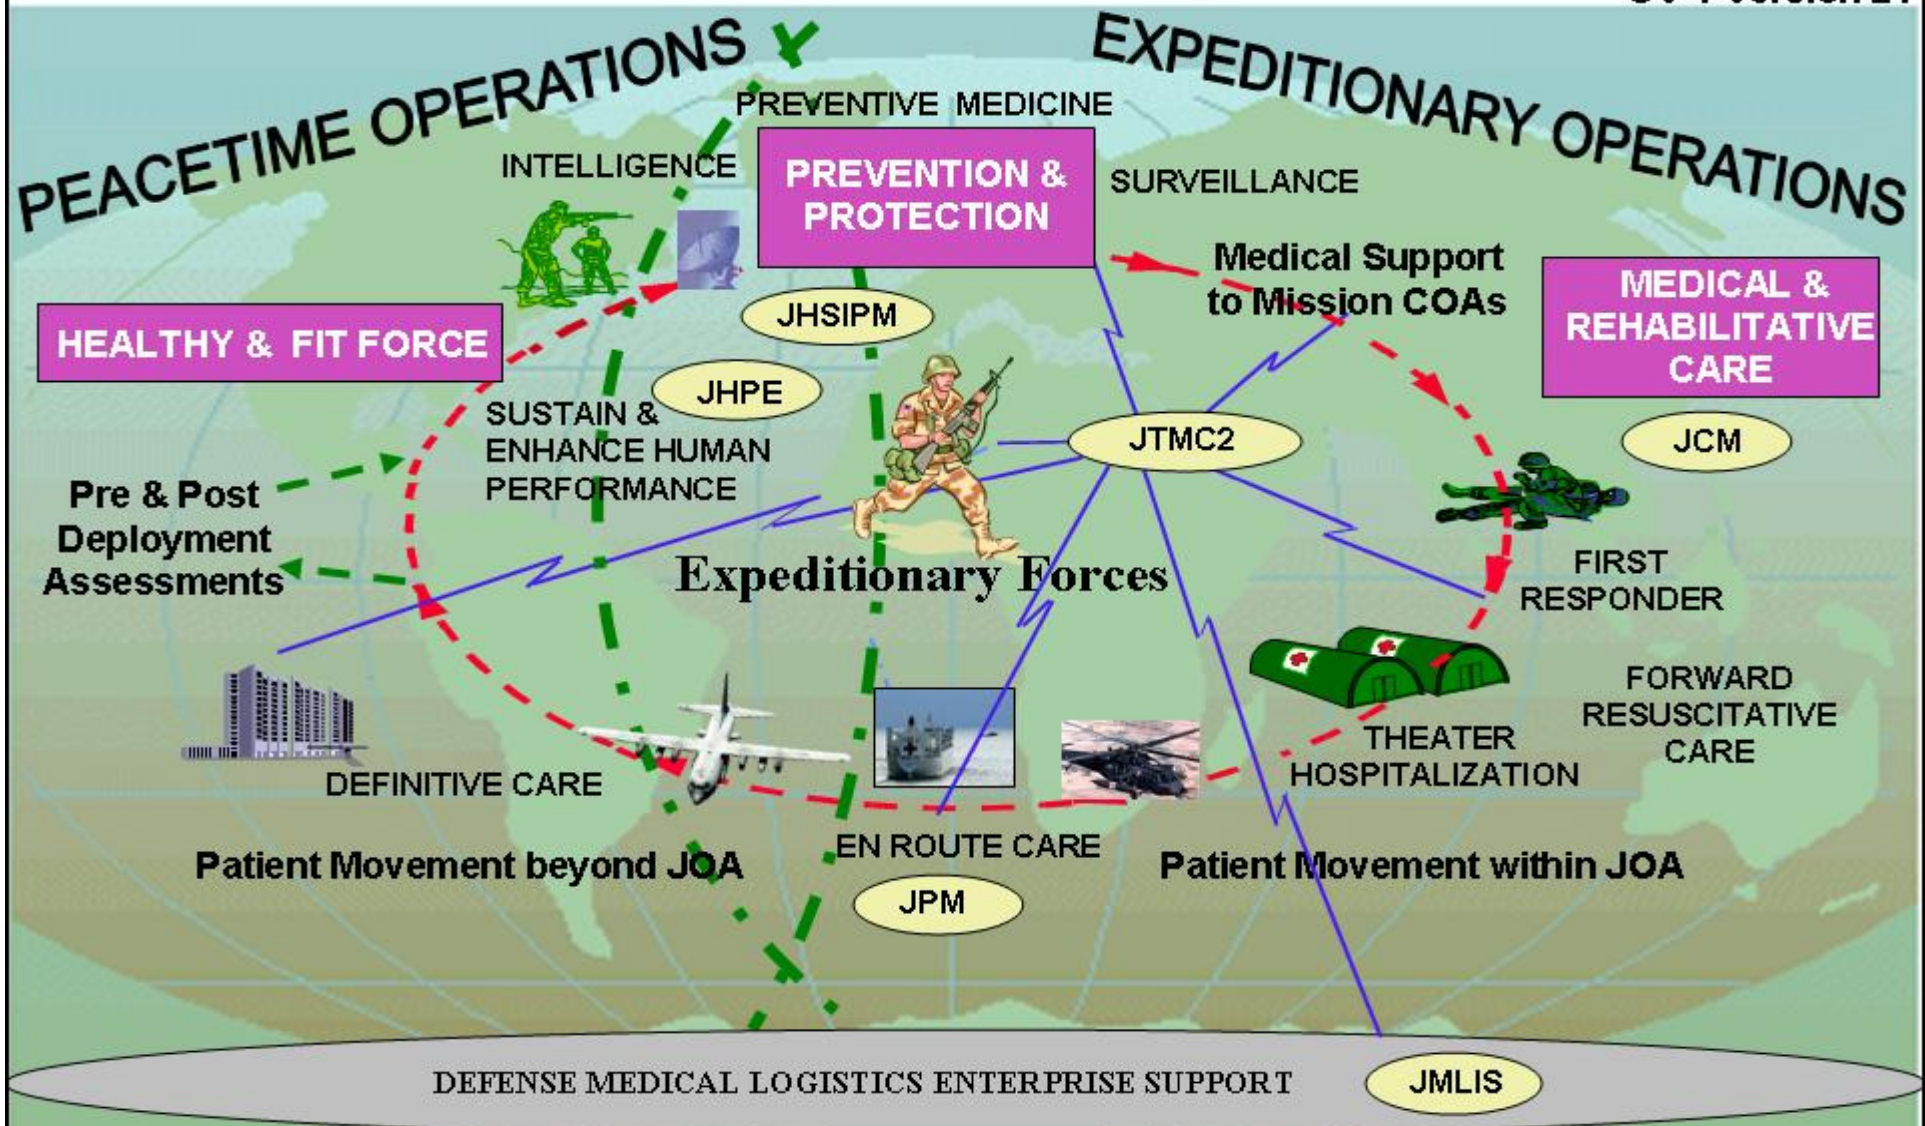 PEACETIME OPERATIONS
EXPEDITIONARY OPERATIONS
PREVENTIVE MEDICINE
INTELLIGENCE
PREVENTION &
PROTECTION
SURVEILLANCE
Medical Support
to Mission COAs
MEDICAL &
REHABILITATIVE
CARE
HEALTHY & FIT FORCE
JHSIPM
JHPE
SUSTAIN &
ENHANCE HUMAN
PERFORMANCE
JTMC2
JCM
Pre & Post
Deployment
Assessments
Expeditionary Forces
FIRST
RESPONDER
FORWARD
RESUSCITATIVE
CARE
THEATER
HOSPITALIZATION
DEFINITIVE CARE
EN ROUTE CARE
Patient Movement beyond JOA
Patient Movement within JOA
JPM
DEFENSE MEDICAL LOGISTICS ENTERPRISE SUPPORT
JMLIS